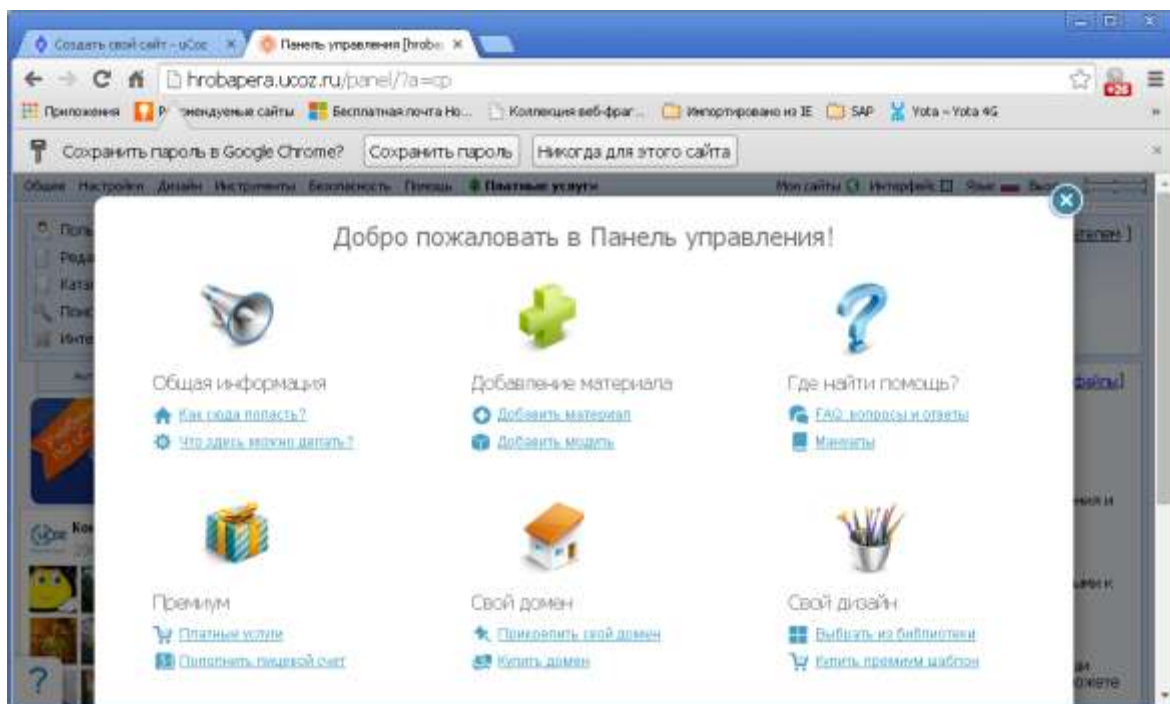 Создать свой сайт - uCoz
Панель управления [hroba
hrobapera.ucoz.ru/panel/?a=cp
+26
Приложения
сайты
Бесплатная почта Ho...
Коллекция веб-фраг...
Импортировано из IE
SAP
Yota – Yota 4G
Сохранить пароль в Google Chrome?
Сохранить пароль
Никогда для этого сайта
Общее Настройки Дизайн Инструменты Безопасность Помощь Платные услуги Мои сайты Интерфейс Язык
Добро пожаловать в Панель управления!
Общая информация
Как сюда попасть?
Что здесь можно делать?
Добавление материала
Добавить материал
Добавить модуль
Где найти помощь?
FAQ: вопросы и ответы
Мануалы
Премиум
Платные услуги
Пополнить лицевой счет
Свой домен
Прикрепить свой домен
Купить домен
Свой дизайн
Выбрать из библиотеки
Купить премиум шаблон
?